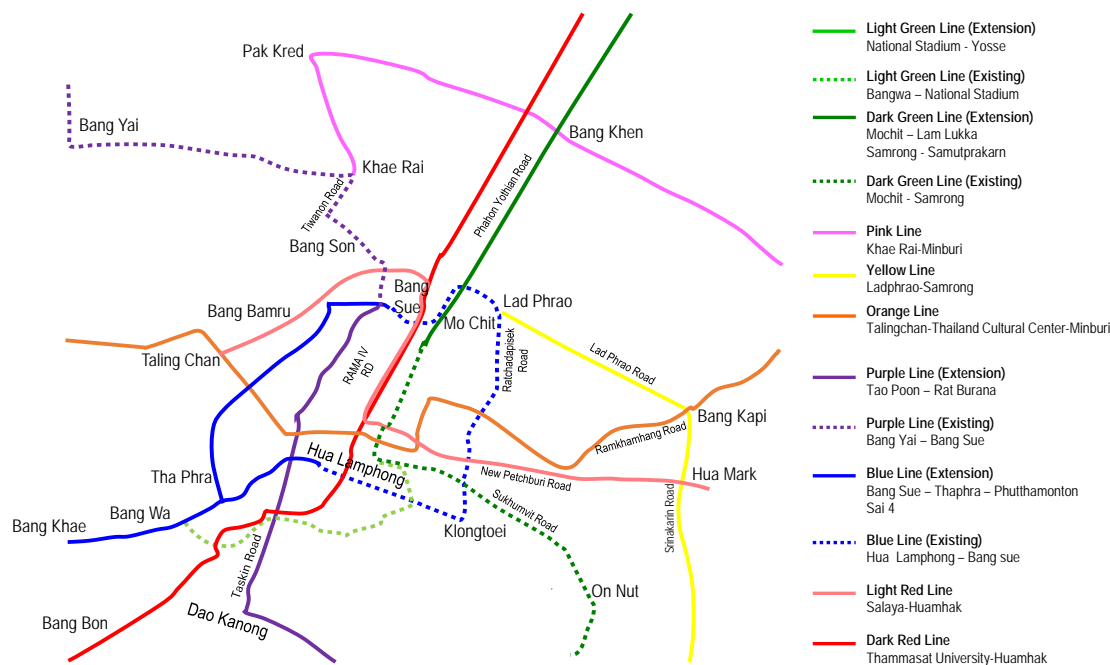 Pak Kred
Bang Khen
Bang Yai
Khae Rai
Tiwanon Road
Phahon Yothian Road
Bang Son
Bang
Sue
Lad Phrao
Bang Bamru
Mo Chit
Taling Chan
RAMA IV
RD
Ratchadapisek
Road
Lad Phrao Road
Bang Kapi
Ramkhamhang Road
Hua Lamphong
Tha Phra
New Petchburi Road
Hua Mark
Bang Wa
Sukhumvit Road
Srinakarin Road
Bang Khae
Klongtoei
Taskin Road
On Nut
Dao Kanong
Bang Bon
Light Green Line (Extension)
National Stadium - Yosse
Light Green Line (Existing)
Bangwa – National Stadium
Dark Green Line (Extension)
Mochit – Lam Lukka
Samrong - Samutprakarn
Dark Green Line (Existing)
Mochit - Samrong
Pink Line
Khae Rai-Minburi
Yellow Line
Ladphrao-Samrong
Orange Line
Talingchan-Thailand Cultural Center-Minburi
Purple Line (Extension)
Tao Poon – Rat Burana
Purple Line (Existing)
Bang Yai – Bang Sue
Blue Line (Extension)
Bang Sue – Thaphra – Phutthamonton
Sai 4
Blue Line (Existing)
Hua Lamphong – Bang sue
Light Red Line
Salaya-Huamhak
Dark Red Line
Thammasat University-Huamhak